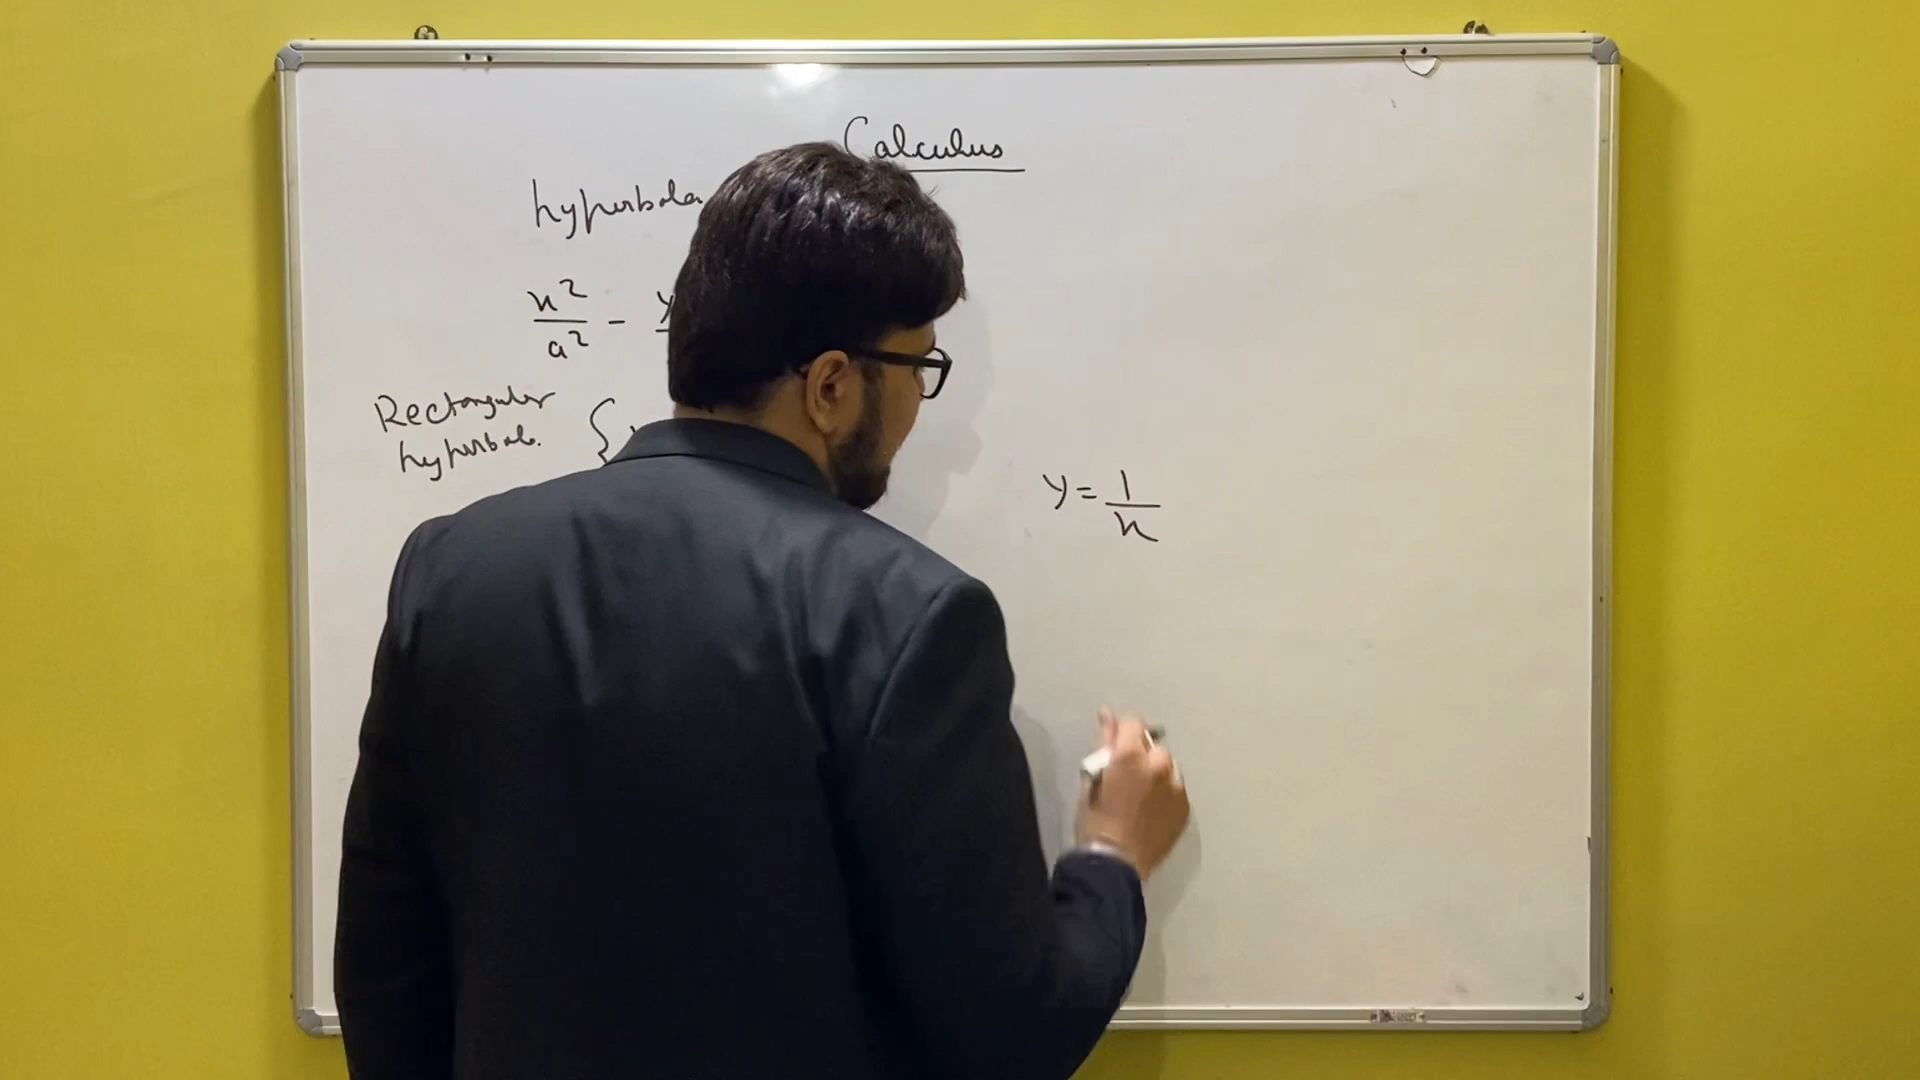 Calculus
hyperbola
x²/a² - y
Rectangular
hyperbola.
{
y = 1/x